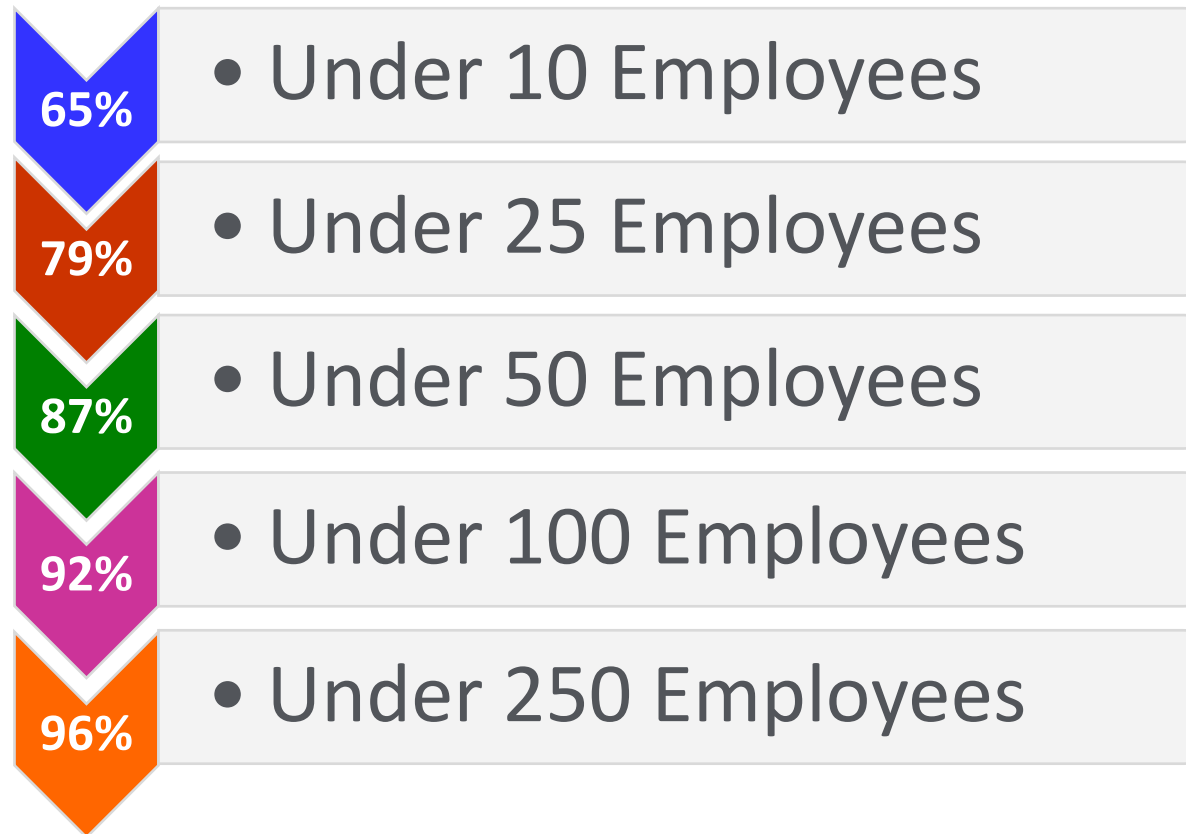 65%
• Under 10 Employees
79%
• Under 25 Employees
87%
• Under 50 Employees
92%
• Under 100 Employees
96%
• Under 250 Employees